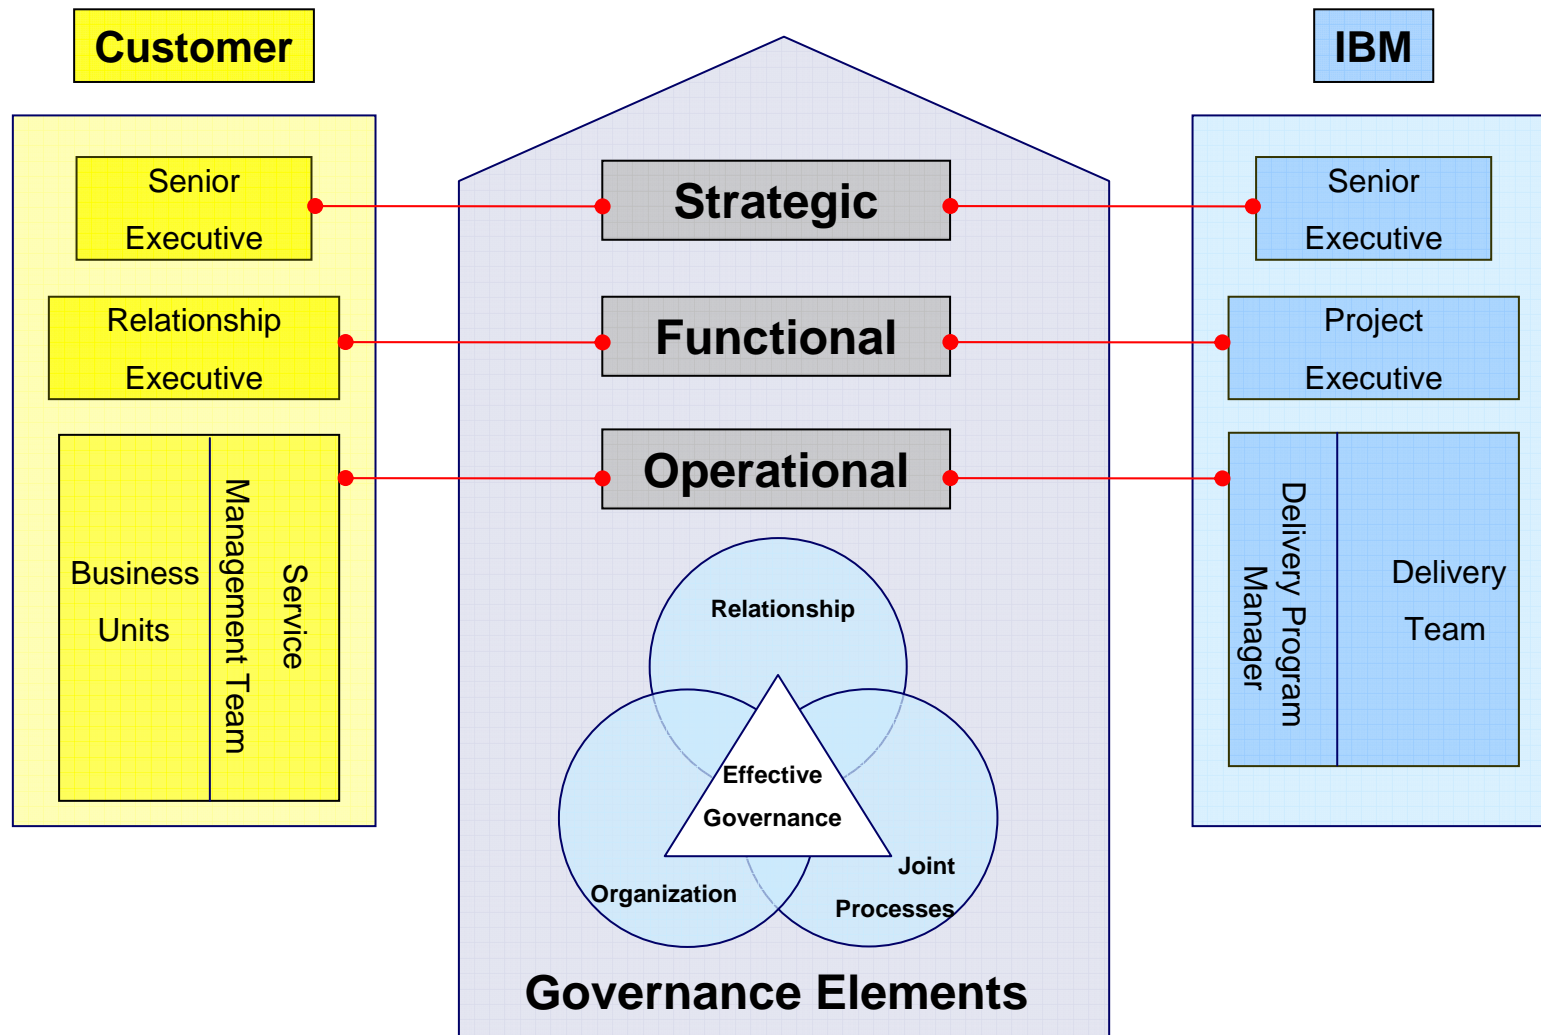 Customer
IBM
Senior
Executive
Strategic
Senior
Executive
Relationship
Executive
Functional
Project
Executive
Operational
Business
Units
Service
Management Team
Delivery Program
Manager
Delivery
Team
Relationship
Effective
Governance
Organization
Joint
Processes
Governance Elements